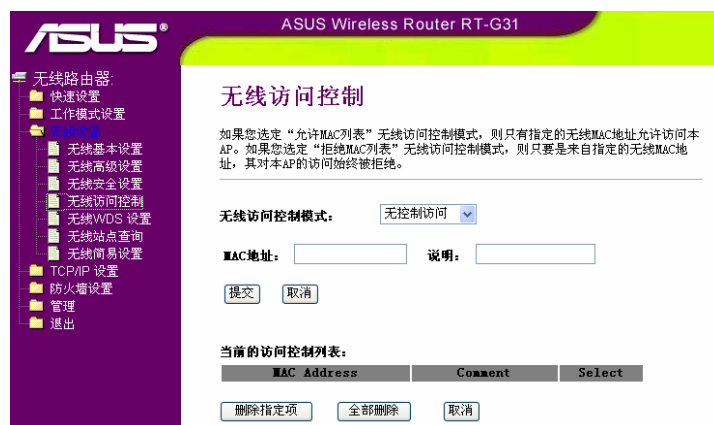 ASUS®
ASUS Wireless Router RT-G31
无线路由器:
快速设置
工作模式设置
无线设置
无线基本设置
无线高级设置
无线安全设置
无线访问控制
无线WDS 设置
无线站点查询
无线简易设置
TCP/IP 设置
防火墙设置
管理
退出
无线访问控制
如果您选定“允许MAC列表”无线访问控制模式，则只有指定的无线MAC地址允许访问本
AP。如果您选定“拒绝MAC列表”无线访问控制模式，则只要是来自指定的无线MAC地
址，其对本AP的访问始终被拒绝。
无线访问控制模式： 无控制访问
MAC地址： 说明：
提交 取消
当前的访问控制列表：
MAC Address Comment Select
删除指定项 全部删除 取消